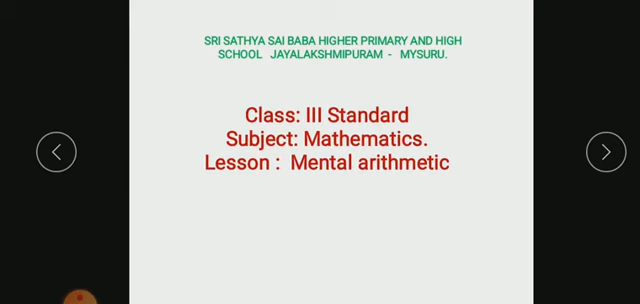 SRI SATHYA SAI BABA HIGHER PRIMARY AND HIGH
SCHOOL JAYALAKSHMIPURAM - MYSURU.
Class: III Standard
Subject: Mathematics.
Lesson : Mental arithmetic